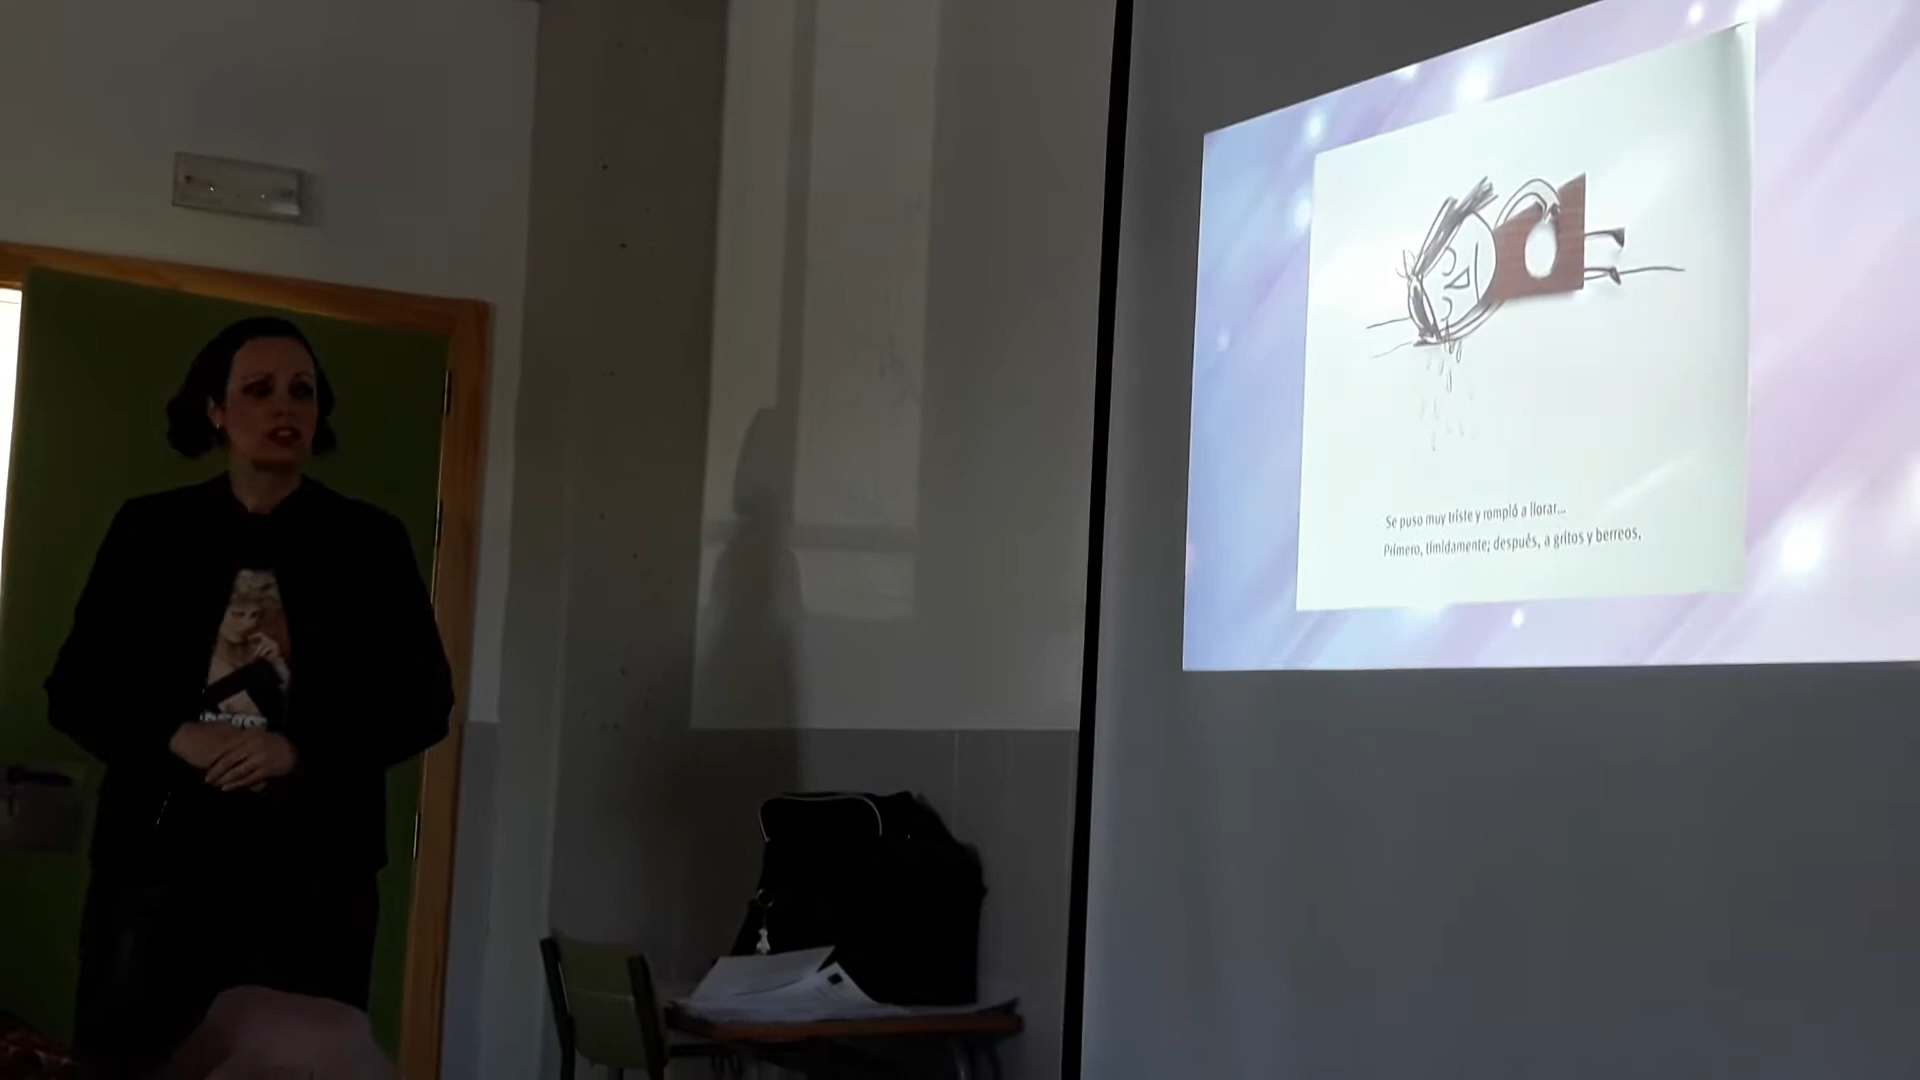 Se puso muy triste y rompió a llorar...
Primero, tímidamente; después, a gritos y berreos,